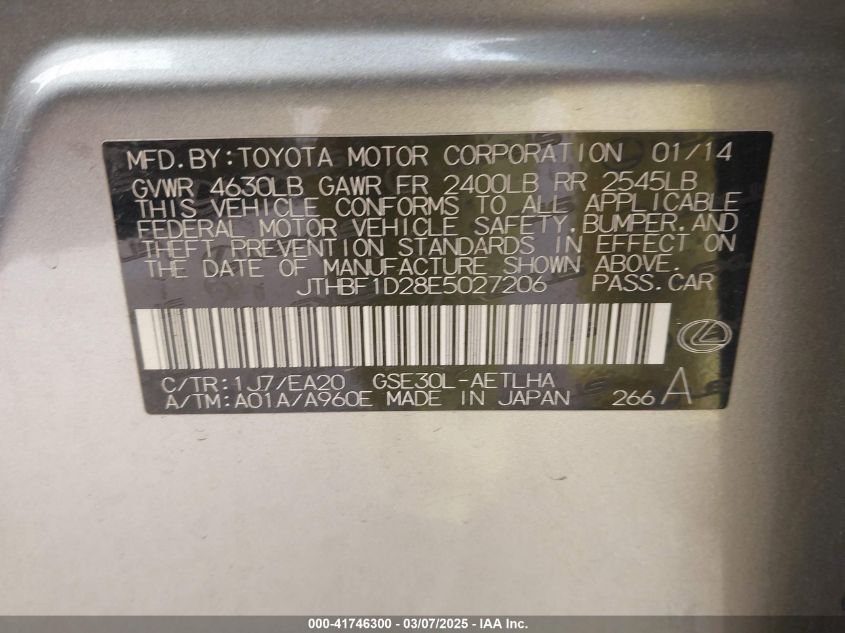 MFD.BY:TOYOTA MOTOR CORPORATION 01/14
GVWR 4630LB GAWR FR 2400LB RR 2545LB
THIS VEHICLE CONFORMS TO ALL APPLICABLE
FEDERAL MOTOR VEHICLE SAFETY,BUMPER,AND
THEFT PREVENTION STANDARDS IN EFFECT ON
THE DATE OF MANUFACTURE SHOWN ABOVE.
JTHBF1D28E5027206 PASS.CAR
C/TR:1J7/EA20 GSE30L-AETLHA
A/TM:A01A/A960E MADE IN JAPAN 266 A
000-41746300 - 03/07/2025 - IAA Inc.